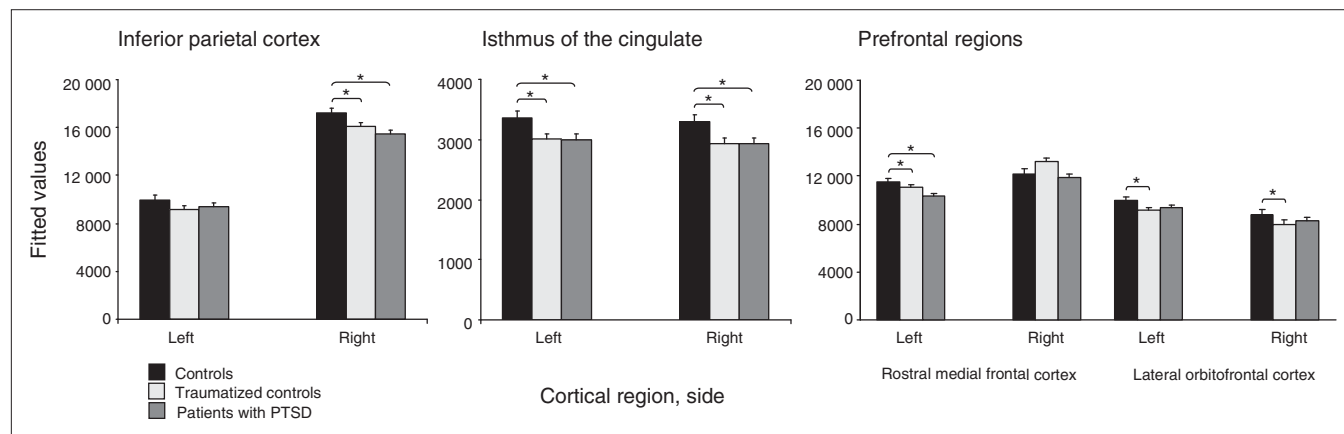 Inferior parietal cortex
Isthmus of the cingulate
Prefrontal regions
Fitted values
20 000
16 000
12 000
8000
4000
0
*
*
Left
Right
4000
3000
2000
1000
0
*
*
*
*
Left
Right
20 000
16 000
12 000
8000
4000
0
*
*
*
*
Left
Right
Left
Right
Rostral medial frontal cortex
Lateral orbitofrontal cortex
Controls
Traumatized controls
Patients with PTSD
Cortical region, side